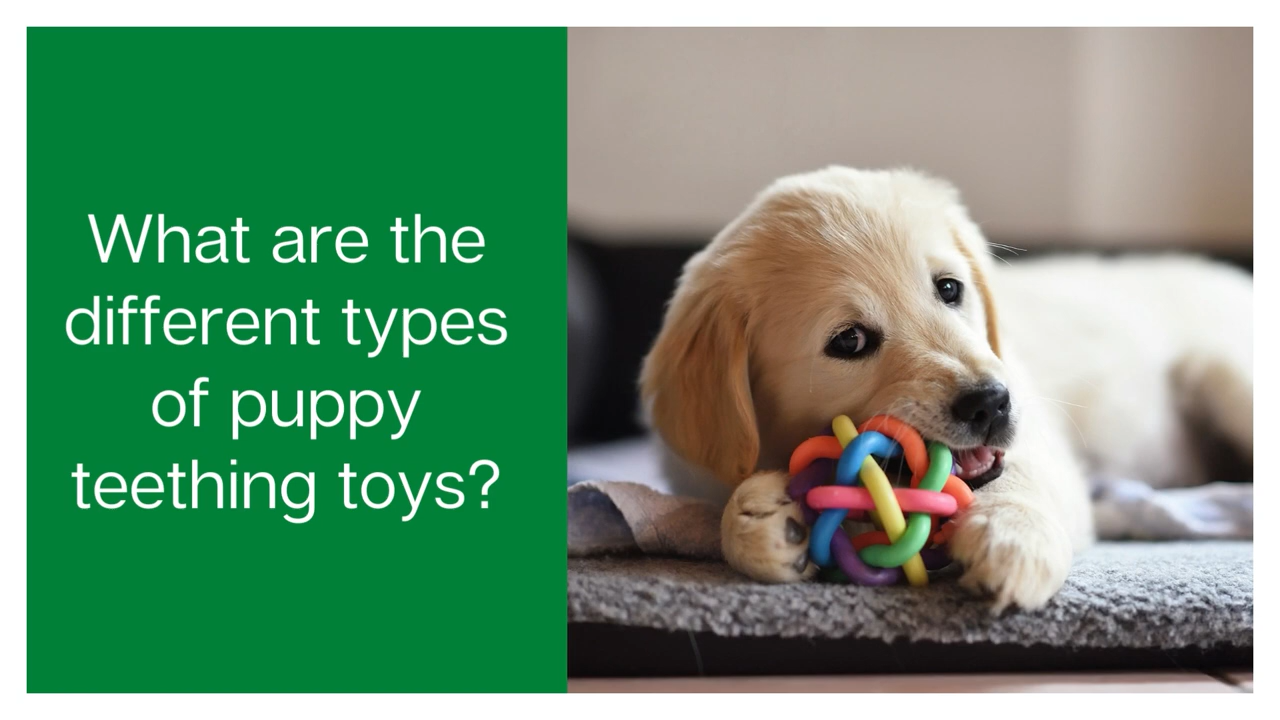 What are the
different types
of puppy
teething toys?